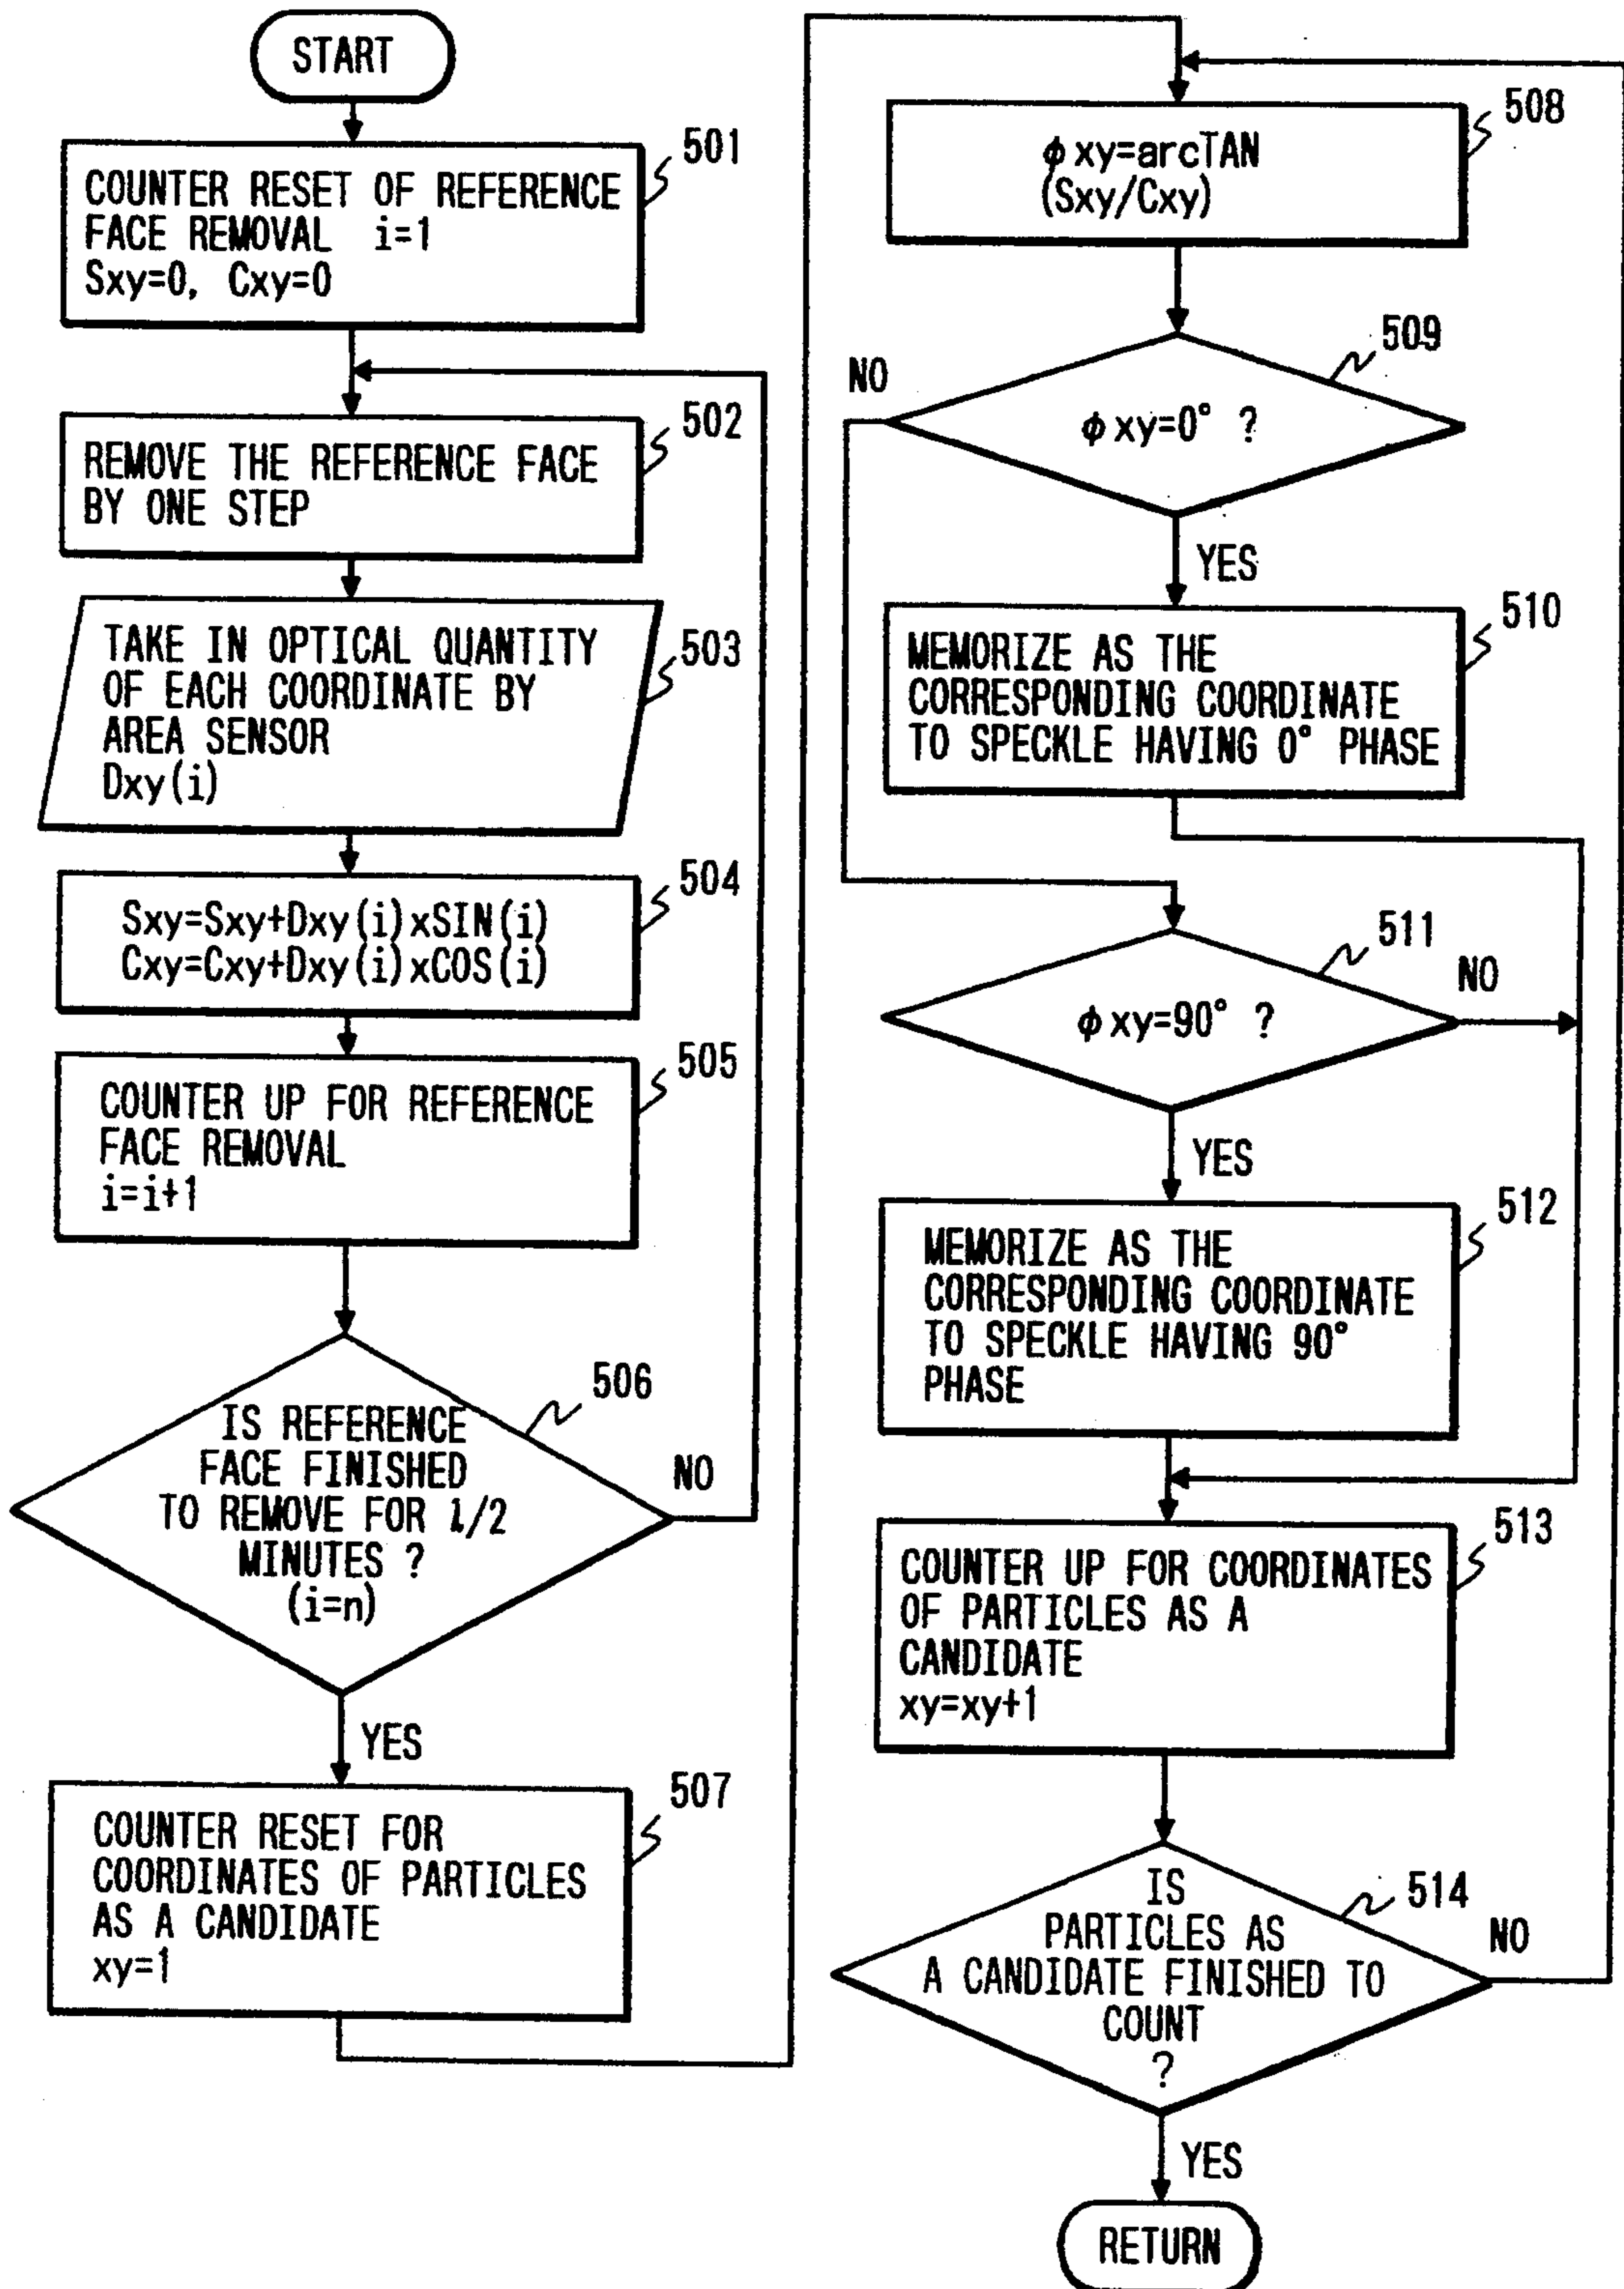 START
501
COUNTER RESET OF REFERENCE
FACE REMOVAL i=1
Sxy=0, Cxy=0
502
REMOVE THE REFERENCE FACE
BY ONE STEP
503
TAKE IN OPTICAL QUANTITY
OF EACH COORDINATE BY
AREA SENSOR
Dxy(i)
504
Sxy=Sxy+Dxy(i)xSIN(i)
Cxy=Cxy+Dxy(i)xCOS(i)
505
COUNTER UP FOR REFERENCE
FACE REMOVAL
i=i+1
506
IS REFERENCE
FACE FINISHED
TO REMOVE FOR 1/2
MINUTES ?
(i=n)
NO
YES
507
COUNTER RESET FOR
COORDINATES OF PARTICLES
AS A CANDIDATE
xy=1
508
ϕxy=arcTAN
(Sxy/Cxy)
509
NO
ϕxy=0° ?
YES
510
MEMORIZE AS THE
CORRESPONDING COORDINATE
TO SPECKLE HAVING 0° PHASE
511
NO
ϕxy=90° ?
YES
512
MEMORIZE AS THE
CORRESPONDING COORDINATE
TO SPECKLE HAVING 90°
PHASE
513
COUNTER UP FOR COORDINATES
OF PARTICLES AS A
CANDIDATE
xy=xy+1
514
IS
PARTICLES AS
A CANDIDATE FINISHED TO
COUNT
?
NO
YES
RETURN